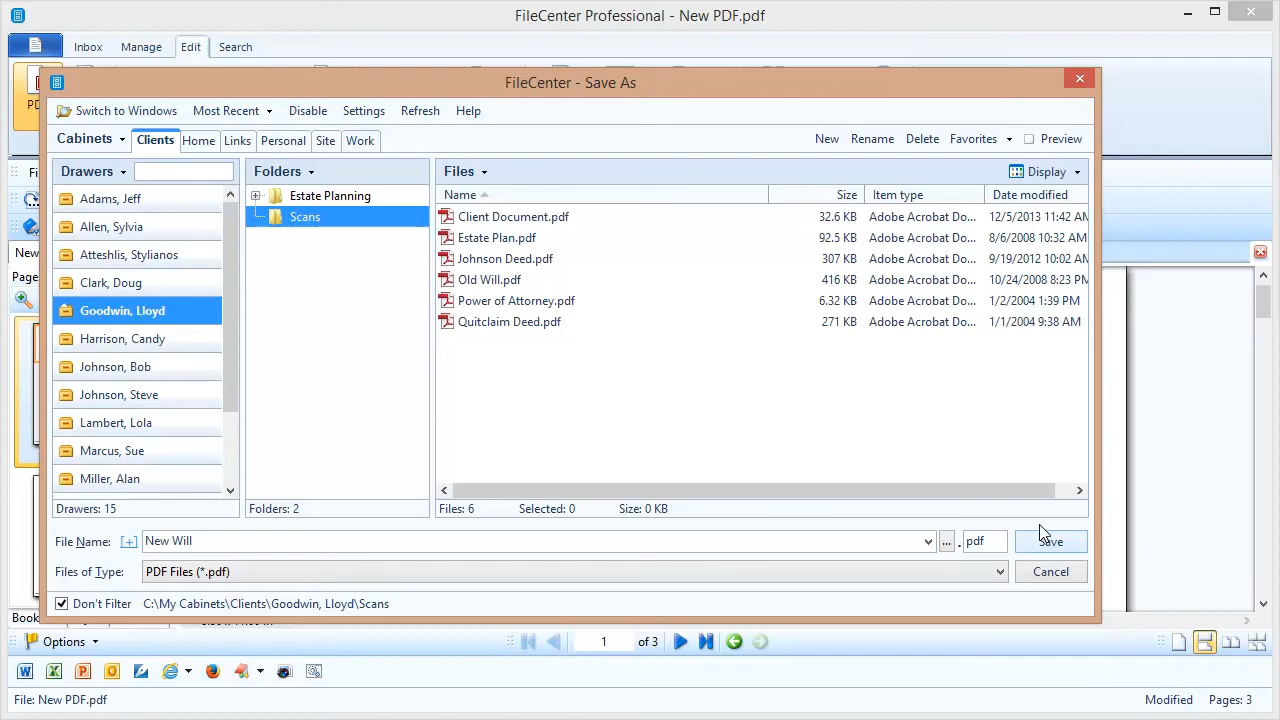 FileCenter Professional - New PDF.pdf
Inbox Manage Edit Search
FileCenter - Save As
Switch to Windows Most Recent Disable Settings Refresh Help
Cabinets Clients Home Links Personal Site Work New Rename Delete Favorites Preview
Drawers Folders Files Display
Name Size Item type Date modified
Adams, Jeff
Allen, Sylvia
Atteshlis, Stylianos
Clark, Doug
Goodwin, Lloyd
Harrison, Candy
Johnson, Bob
Johnson, Steve
Lambert, Lola
Marcus, Sue
Miller, Alan
Drawers: 15
Estate Planning
Scans
Folders: 2
Client Document.pdf 32.6 KB Adobe Acrobat Do... 12/5/2013 11:42 AM
Estate Plan.pdf 92.5 KB Adobe Acrobat Do... 8/6/2008 10:32 AM
Johnson Deed.pdf 307 KB Adobe Acrobat Do... 9/19/2012 10:02 AM
Old Will.pdf 416 KB Adobe Acrobat Do... 10/24/2008 8:23 PM
Power of Attorney.pdf 6.32 KB Adobe Acrobat Do... 1/2/2004 1:39 PM
Quitclaim Deed.pdf 271 KB Adobe Acrobat Do... 1/1/2004 9:38 AM
Files: 6 Selected: 0 Size: 0 KB
File Name: [+] New Will ... . pdf Save
Files of Type: PDF Files (*.pdf) Cancel
Don't Filter C:\My Cabinets\Clients\Goodwin, Lloyd\Scans
Options 1 of 3
File: New PDF.pdf Modified Pages: 3